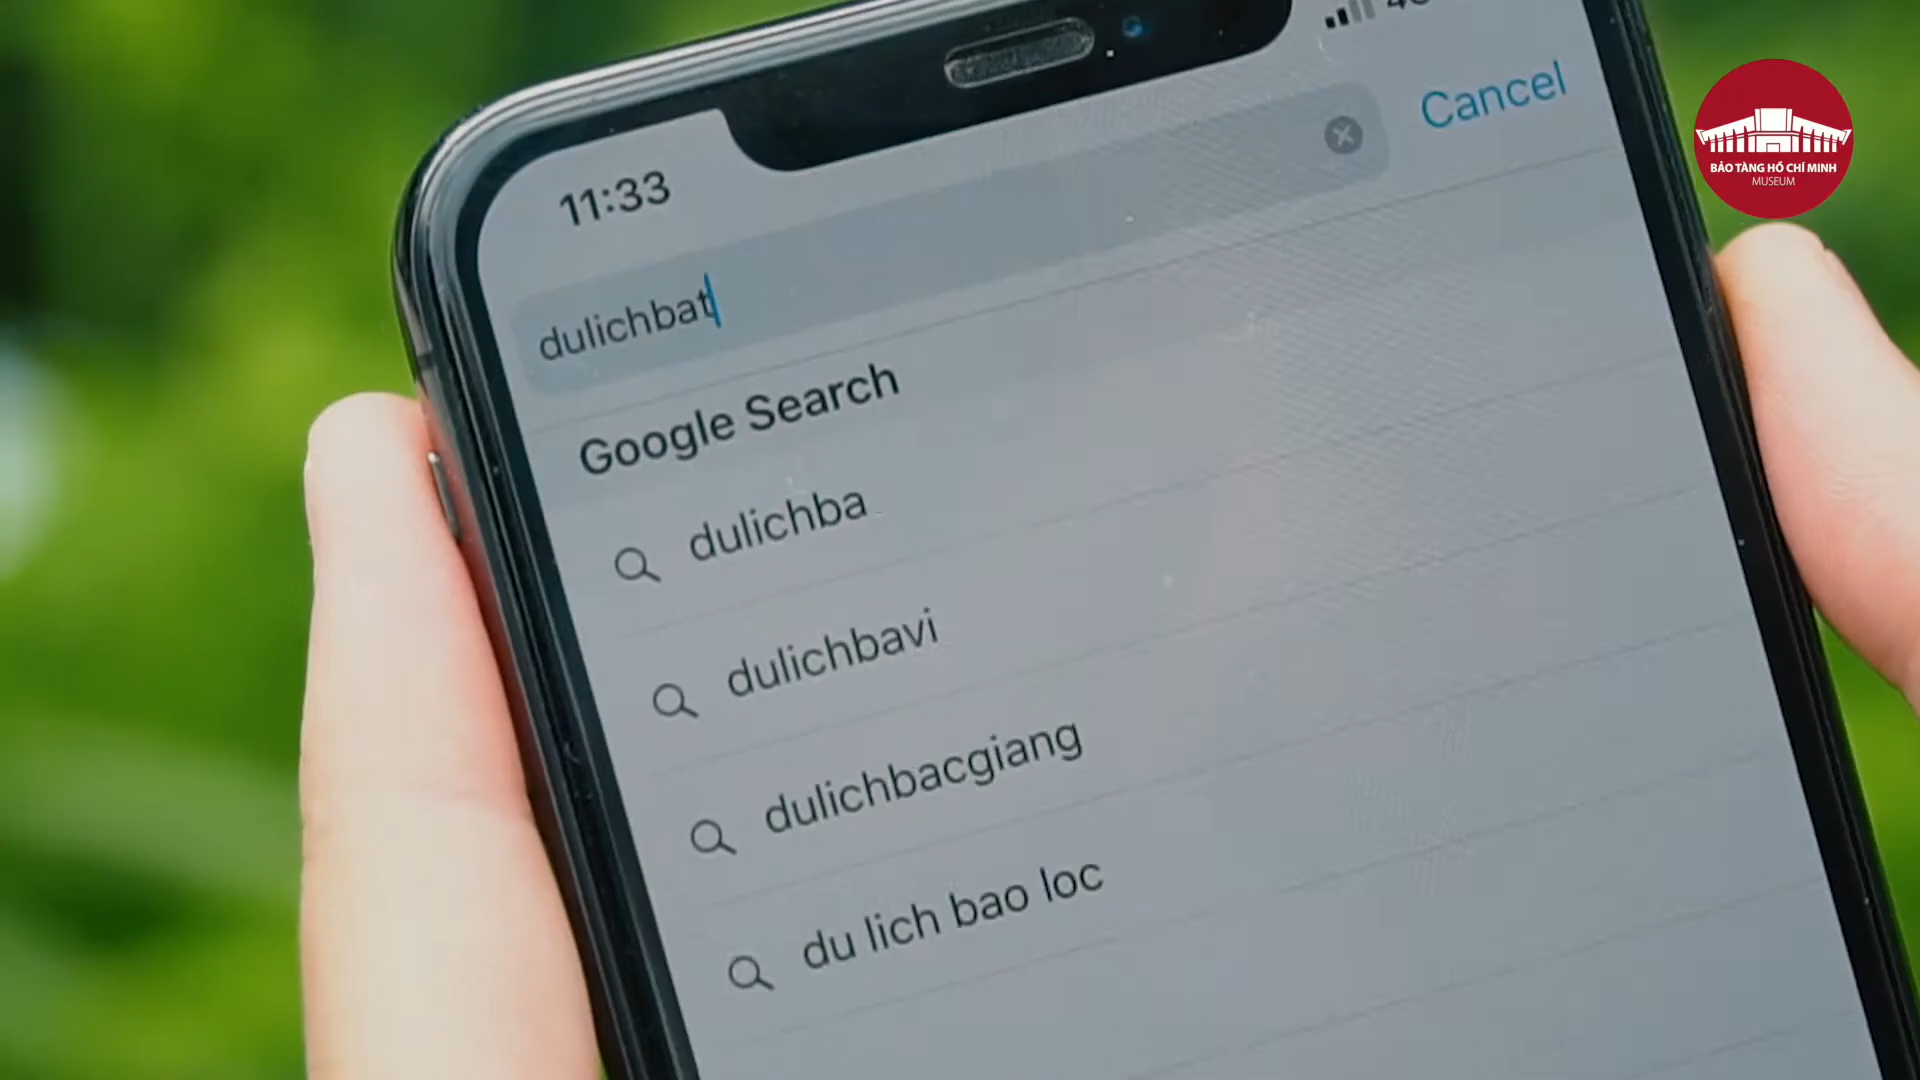 11:33
Cancel
dulichbat
Google Search
dulichba
dulichbavi
dulichbacgiang
du lich bao loc
BẢO TÀNG HỒ CHÍ MINH
MUSEUM